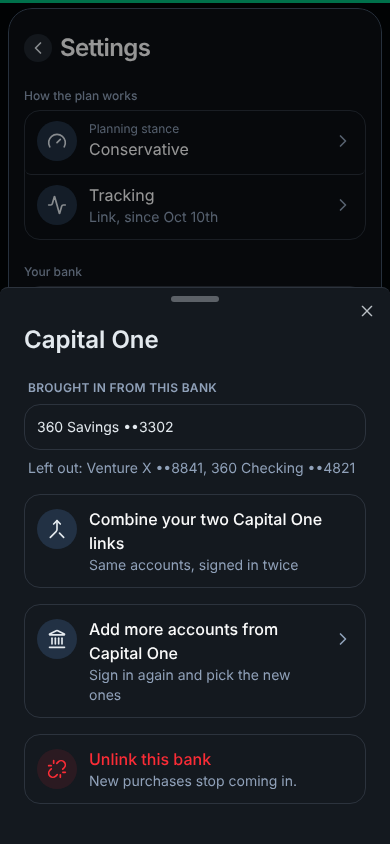 Settings
How the plan works
Planning stance
Conservative
Tracking
Link, since Oct 10th
Your bank
Capital One
BROUGHT IN FROM THIS BANK
360 Savings ••3302
Left out: Venture X ••8841, 360 Checking ••4821
Combine your two Capital One
links
Same accounts, signed in twice
Add more accounts from
Capital One
Sign in again and pick the new
ones
Unlink this bank
New purchases stop coming in.